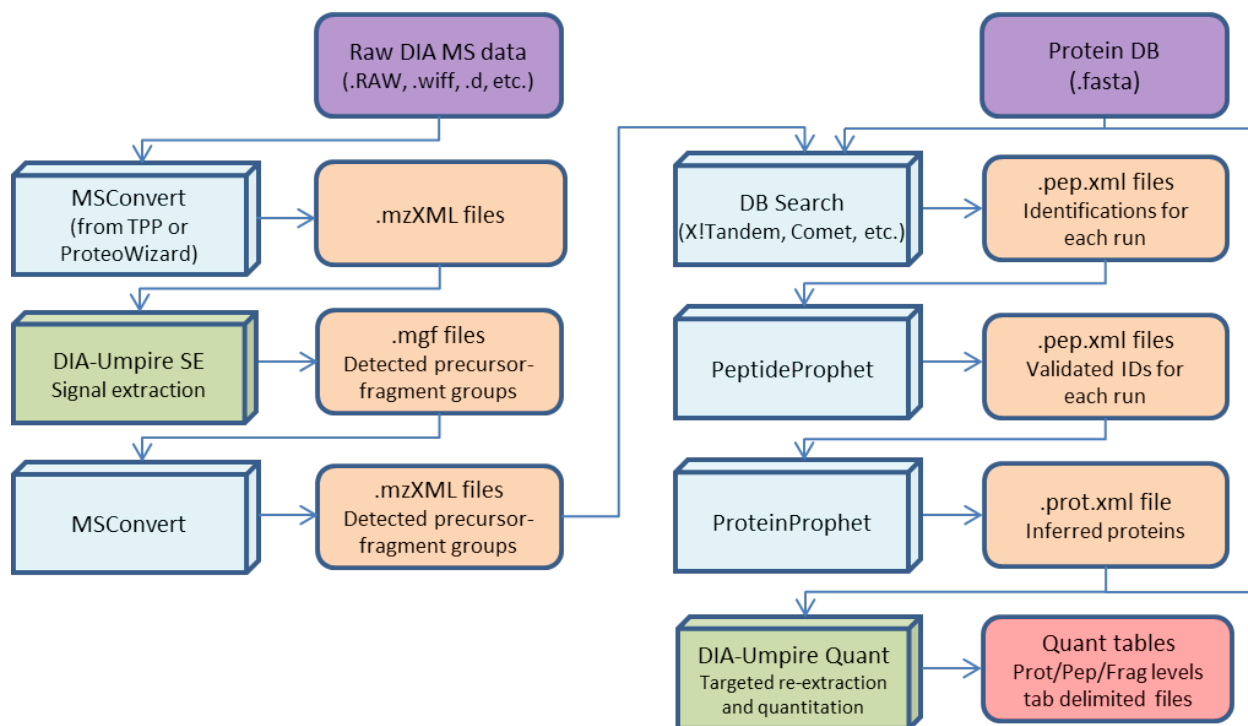 Raw DIA MS data
(.RAW, .wiff, .d, etc.)
MSConvert
(from TPP or
ProteoWizard)
.mzXML files
DIA-Umpire SE
Signal extraction
.mgf files
Detected precursor-
fragment groups
MSConvert
.mzXML files
Detected precursor-
fragment groups
Protein DB
(.fasta)
DB Search
(X!Tandem, Comet, etc.)
.pep.xml files
Identifications for
each run
PeptideProphet
.pep.xml files
Validated IDs for
each run
ProteinProphet
.prot.xml file
Inferred proteins
DIA-Umpire Quant
Targeted re-extraction
and quantitation
Quant tables
Prot/Pep/Frag levels
tab delimited files